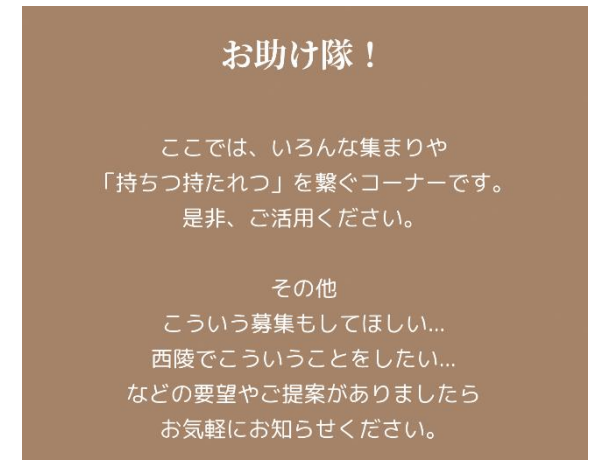 お助け隊！
ここでは、いろんな集まりや
「持ちつ持たれつ」を繋ぐコーナーです。
是非、ご活用ください。
その他
こういう募集もしてほしい...
西陵でこういうことをしたい...
などの要望やご提案がありましたら
お気軽にお知らせください。